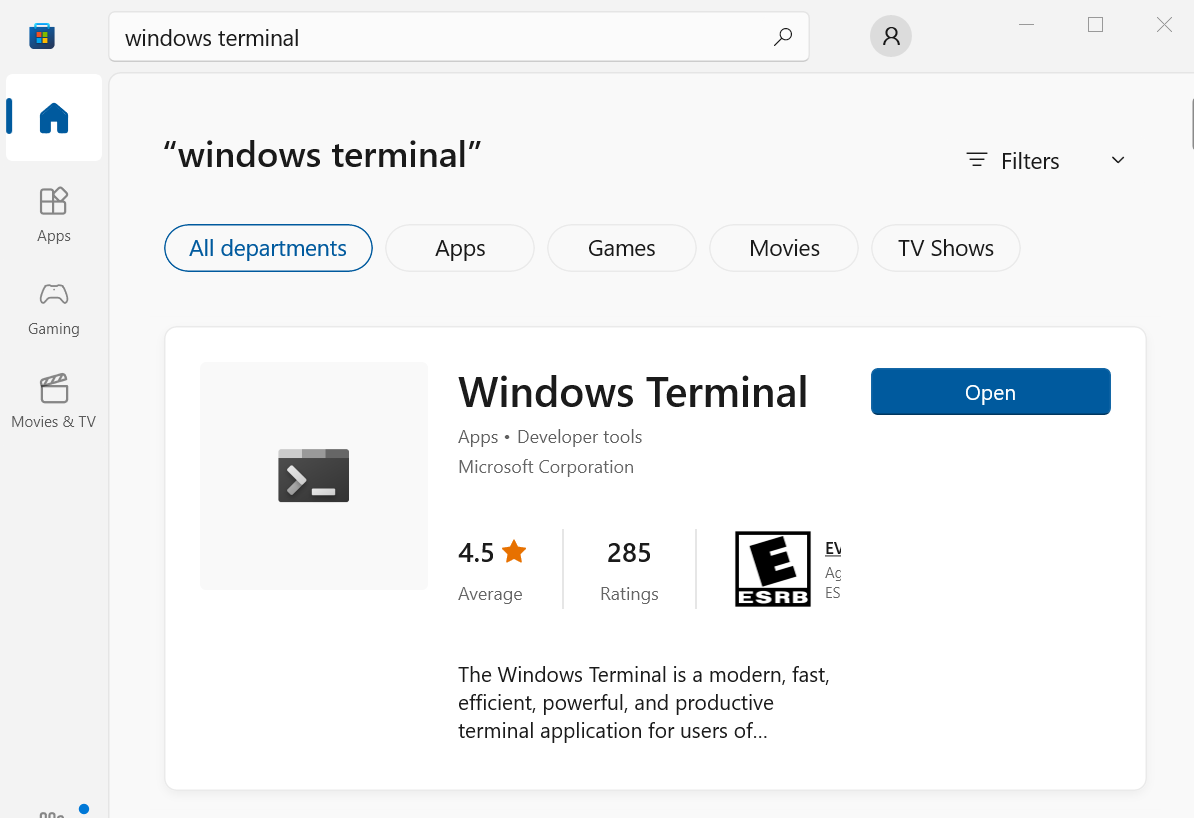 windows terminal
“windows terminal”
Filters
All departments
Apps
Games
Movies
TV Shows
Apps
Gaming
Movies & TV
Windows Terminal
Open
Apps • Developer tools
Microsoft Corporation
4.5
285
Average
Ratings
E
ESRB
The Windows Terminal is a modern, fast,
efficient, powerful, and productive
terminal application for users of...